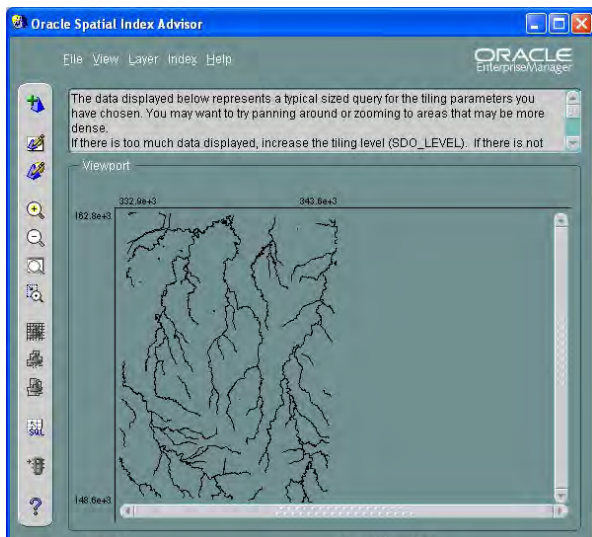 Oracle Spatial Index Advisor
File View Layer Index Help
ORACLE
EnterpriseManager
The data displayed below represents a typical sized query for the tiling parameters you
have chosen. You may want to try panning around or zooming to areas that may be more
dense.
If there is too much data displayed, increase the tiling level (SDO_LEVEL). If there is not
Viewport
332.9e+3 343.6e+3
162.8e+3
148.6e+3
SQL
?